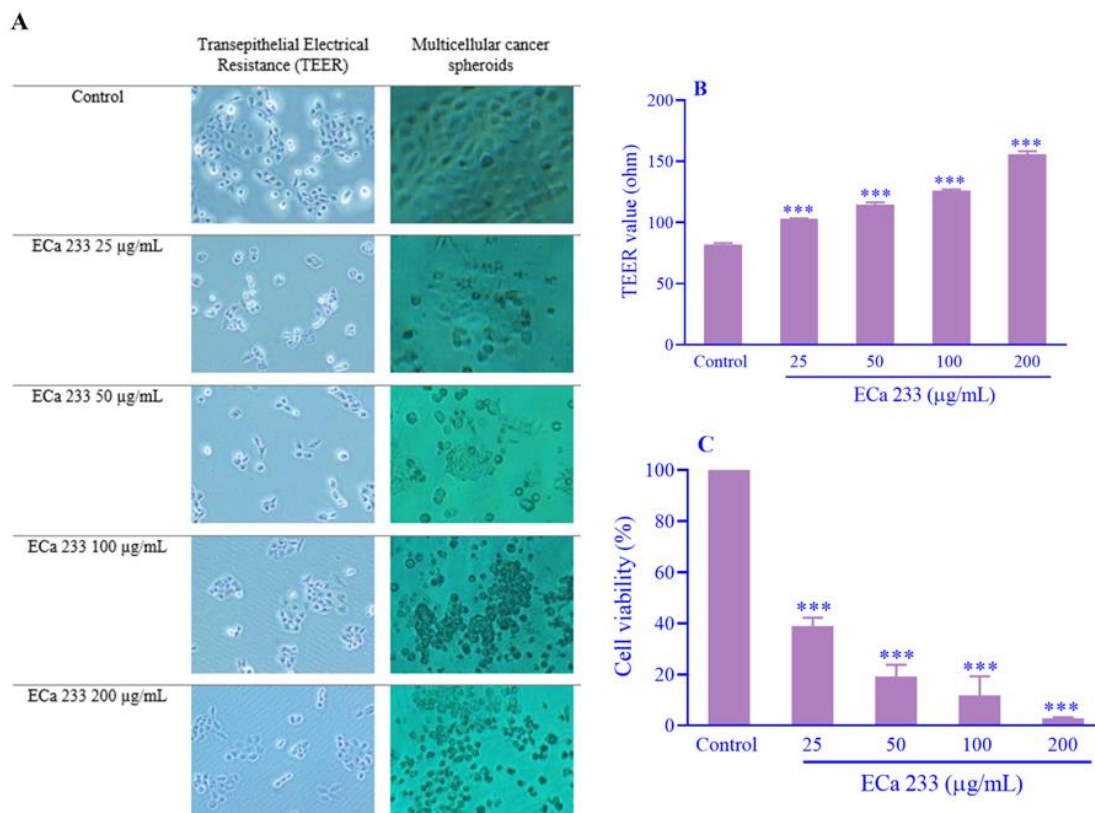 A
Transepithelial Electrical
Resistance (TEER)
Multicellular cancer
spheroids
Control
ECa 233 25 µg/mL
ECa 233 50 µg/mL
ECa 233 100 µg/mL
ECa 233 200 µg/mL
B
TEER value (ohm)
200
150
100
50
0
***
***
***
***
Control
25
50
100
200
ECa 233 (µg/mL)
C
Cell viability (%)
100
80
60
40
20
0
***
***
***
***
Control
25
50
100
200
ECa 233 (µg/mL)